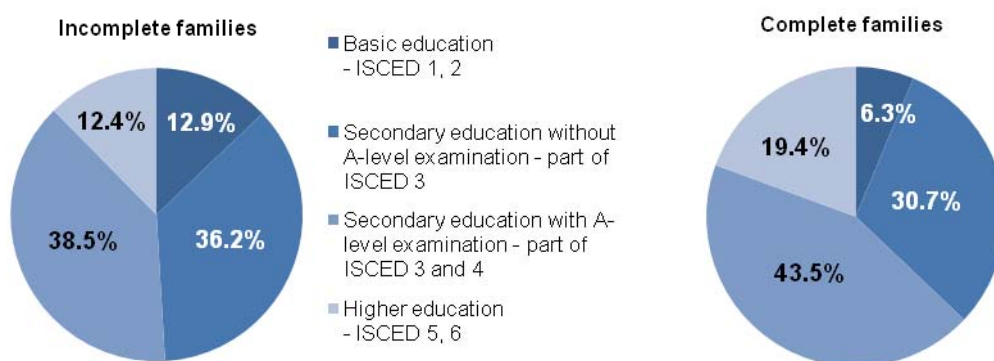 Incomplete families
12.4%
12.9%
38.5%
36.2%
Basic education
- ISCED 1, 2
Secondary education without
A-level examination - part of
ISCED 3
Secondary education with A-
level examination - part of
ISCED 3 and 4
Higher education
- ISCED 5, 6
Complete families
6.3%
19.4%
30.7%
43.5%